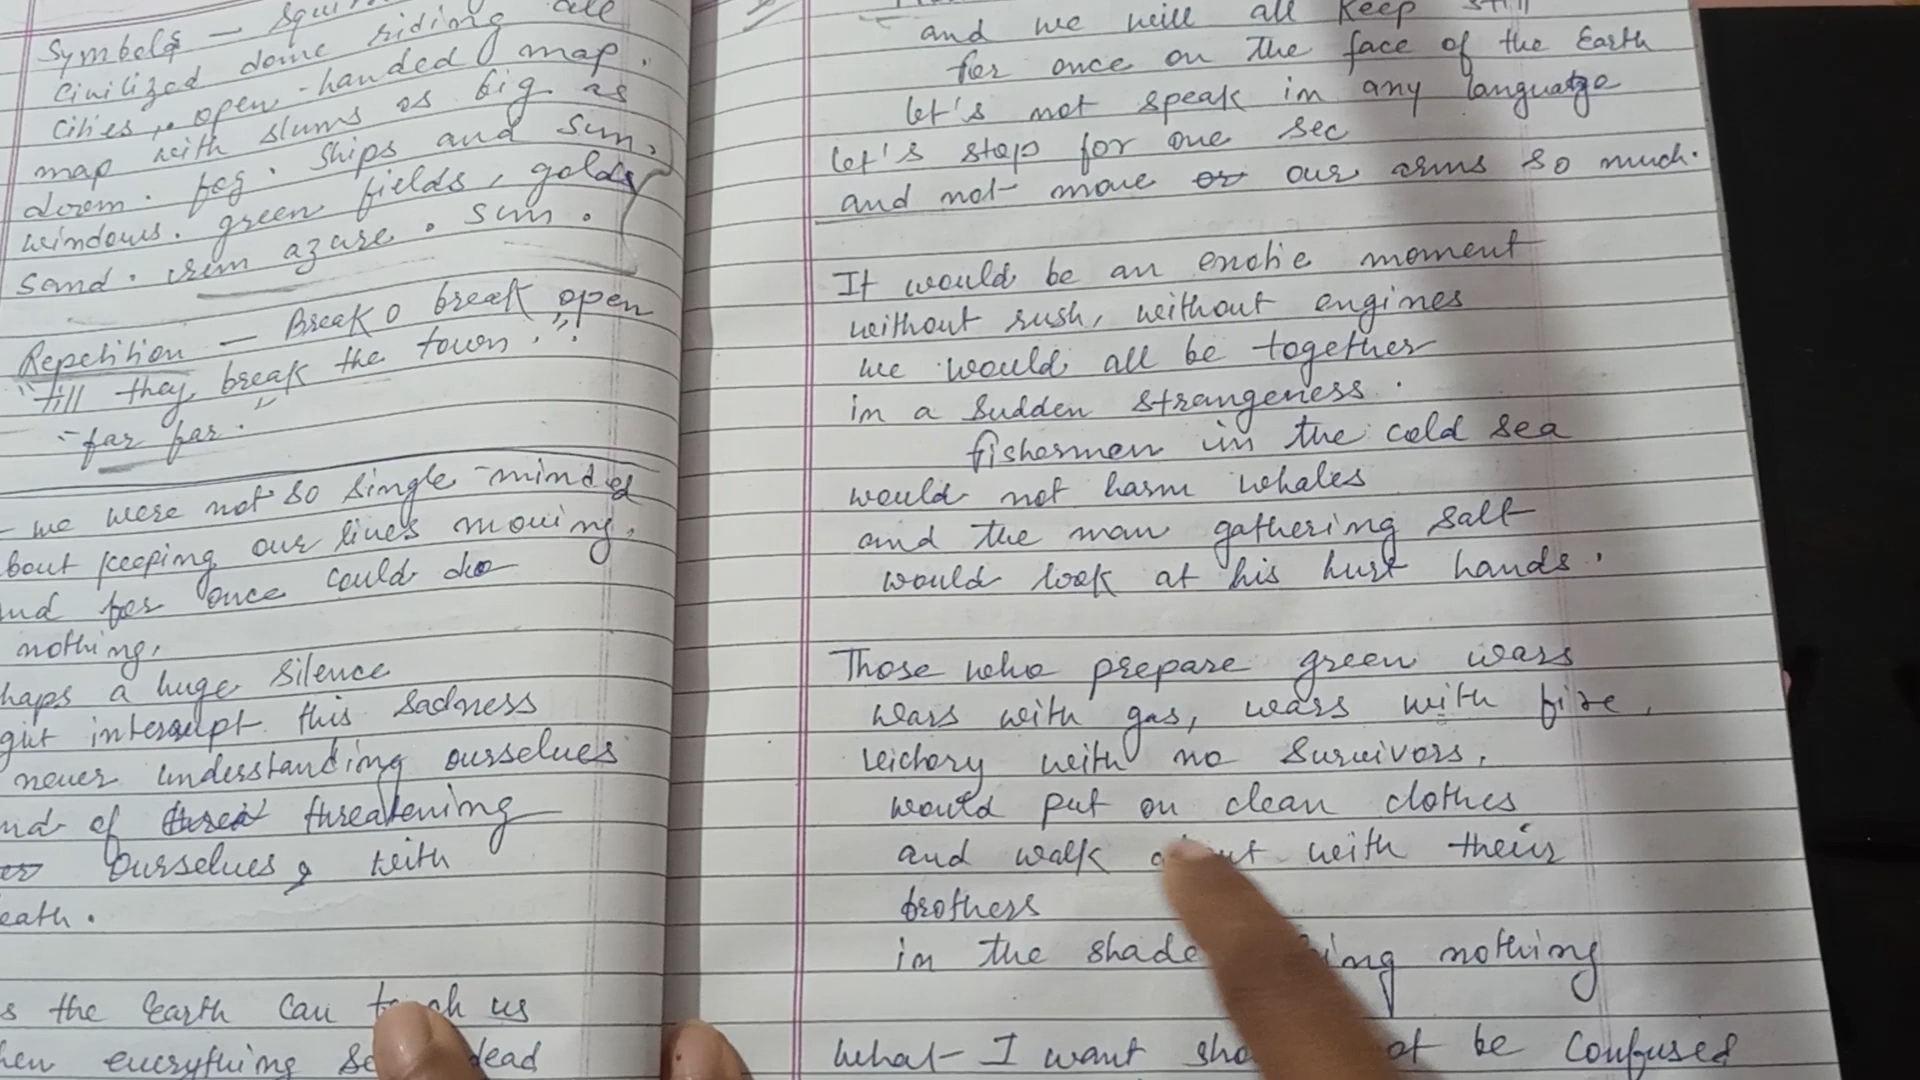 Symbols - Squi
civilized dome riding all
cities, open-handed map.
map with slums as big as
doom. fog. Ships and sun,
windows. green fields, golds
sand. azure. sun.
Repetition - Break o break open
"till they break the town."
- far far.
- we were not so single-minded
bout keeping our lives moving,
nd for once could do
nothing,
haps a huge silence
ght interrupt this sadness
never understanding ourselves
nd of threat threatening
ourselves, with
eath.
s the Earth can us
hen everything dead
and we will all keep still
for once on the face of the Earth
let's not speak in any language
let's stop for one sec
and not move or our arms so much.
It would be an enotie moment
without rush, without engines
we would all be together
in a sudden strangeness.
fishermen in the cold sea
would not harm whales
and the man gathering salt
would look at his hurt hands.
Those who prepare green wars
wars with gas, wars with fire,
victory with no survivors,
would put on clean clothes
and walk with their
brothers
in the shade nothing
What I want be confused